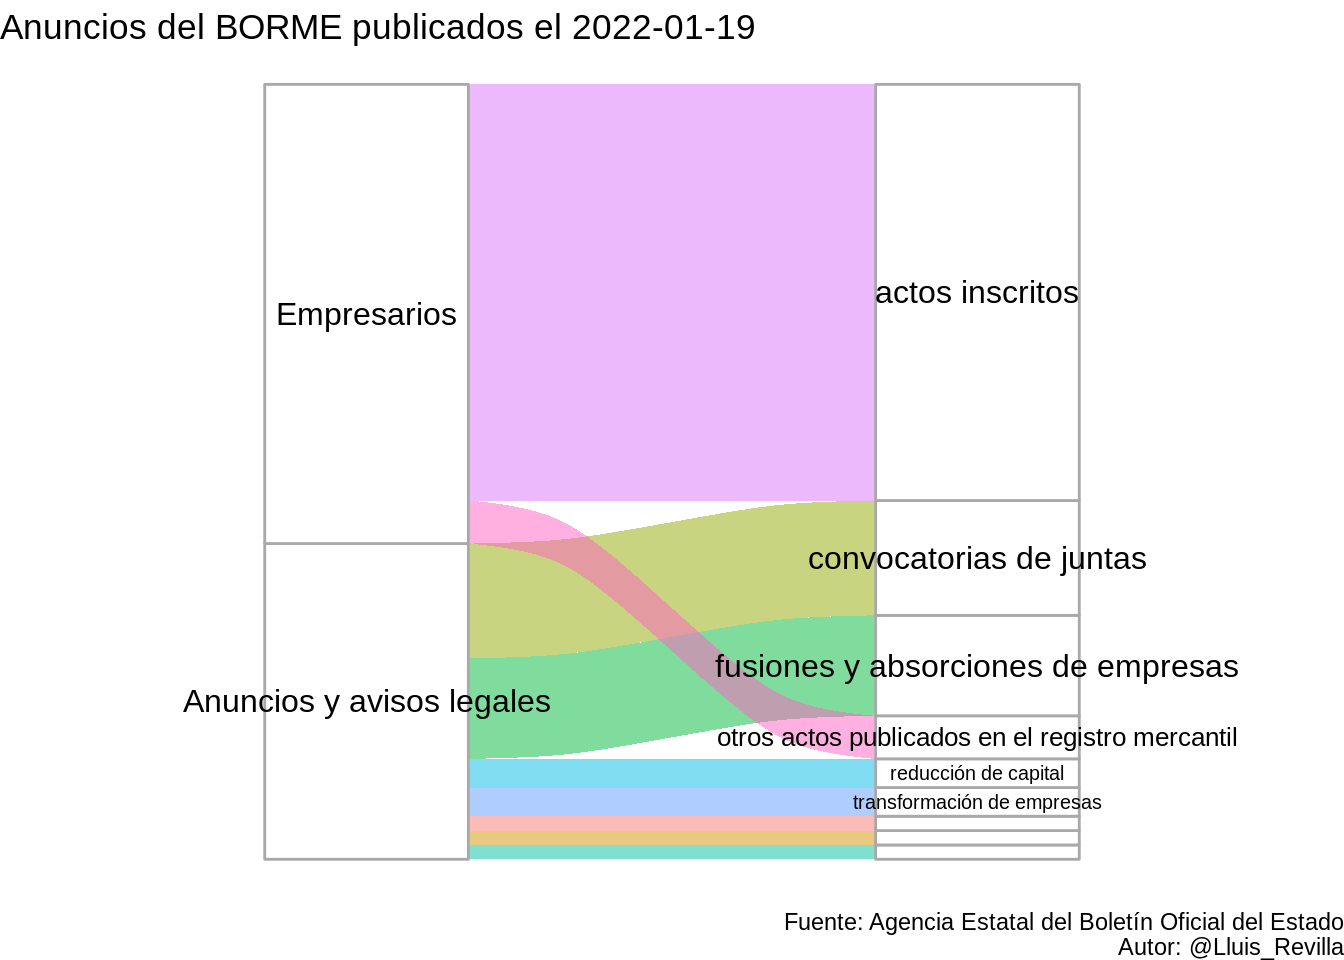 Anuncios del BORME publicados el 2022-01-19
Empresarios
actos inscritos
convocatorias de juntas
fusiones y absorciones de empresas
Anuncios y avisos legales
otros actos publicados en el registro mercantil
reducción de capital
transformación de empresas
Fuente: Agencia Estatal del Boletín Oficial del Estado
Autor: @Lluis_Revilla